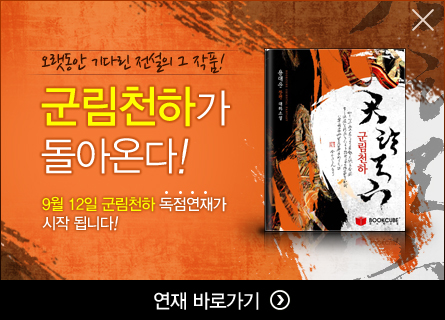 오랫동안 기다린 전설의 그 작품!
군림천하가
돌아온다!
9월 12일 군림천하 독점연재가
시작 됩니다!
군림천하
BOOKCUBE
연재 바로가기